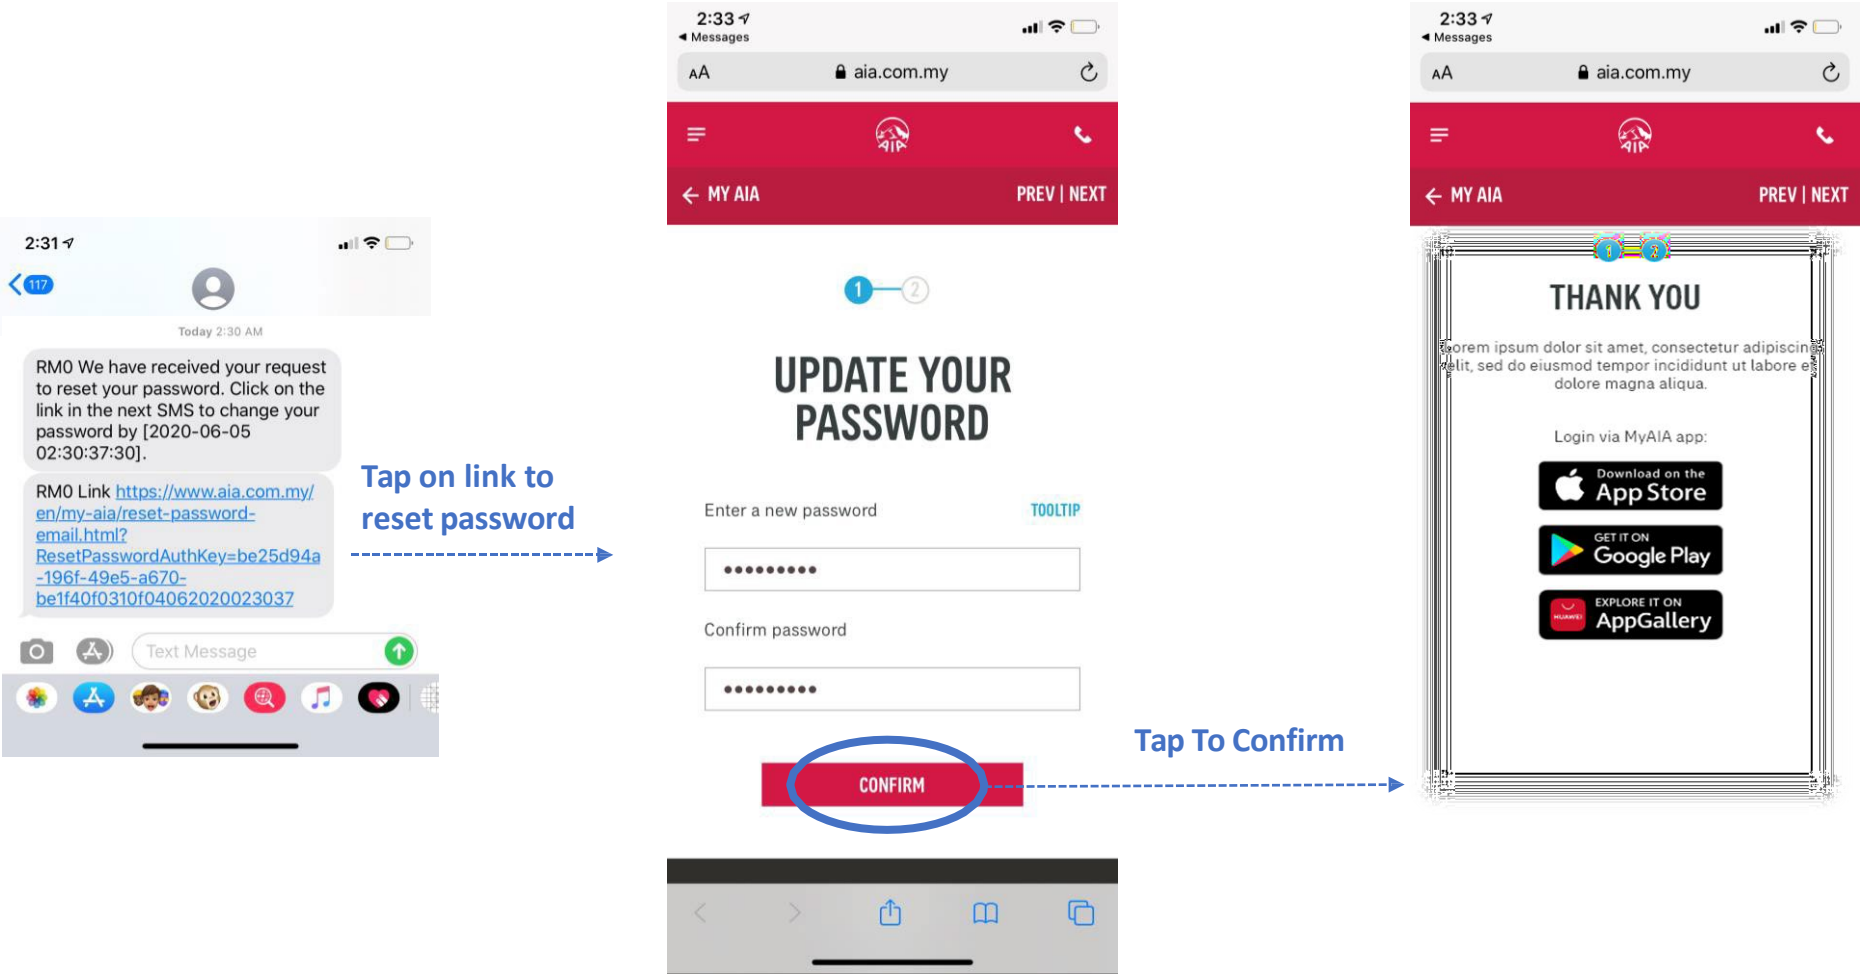 2:31
117
Today 2:30 AM
RM0 We have received your request
to reset your password. Click on the
link in the next SMS to change your
password by [2020-06-05
02:30:37:30].
RM0 Link https://www.aia.com.my/
en/my-aia/reset-password-
email.html?
ResetPasswordAuthKey=be25d94a
-196f-49e5-a670-
be1f40f0310f04062020023037
Text Message
Tap on link to
reset password
2:33
Messages
AA aia.com.my
AIA
MY AIA PREV | NEXT
1 2
UPDATE YOUR
PASSWORD
Enter a new password TOOLTIP
Confirm password
CONFIRM
Tap To Confirm
2:33
Messages
AA aia.com.my
AIA
MY AIA PREV | NEXT
1 2
THANK YOU
Lorem ipsum dolor sit amet, consectetur adipiscing
elit, sed do eiusmod tempor incididunt ut labore et
dolore magna aliqua.
Login via MyAIA app:
Download on the
App Store
GET IT ON
Google Play
HUAWEI
EXPLORE IT ON
AppGallery